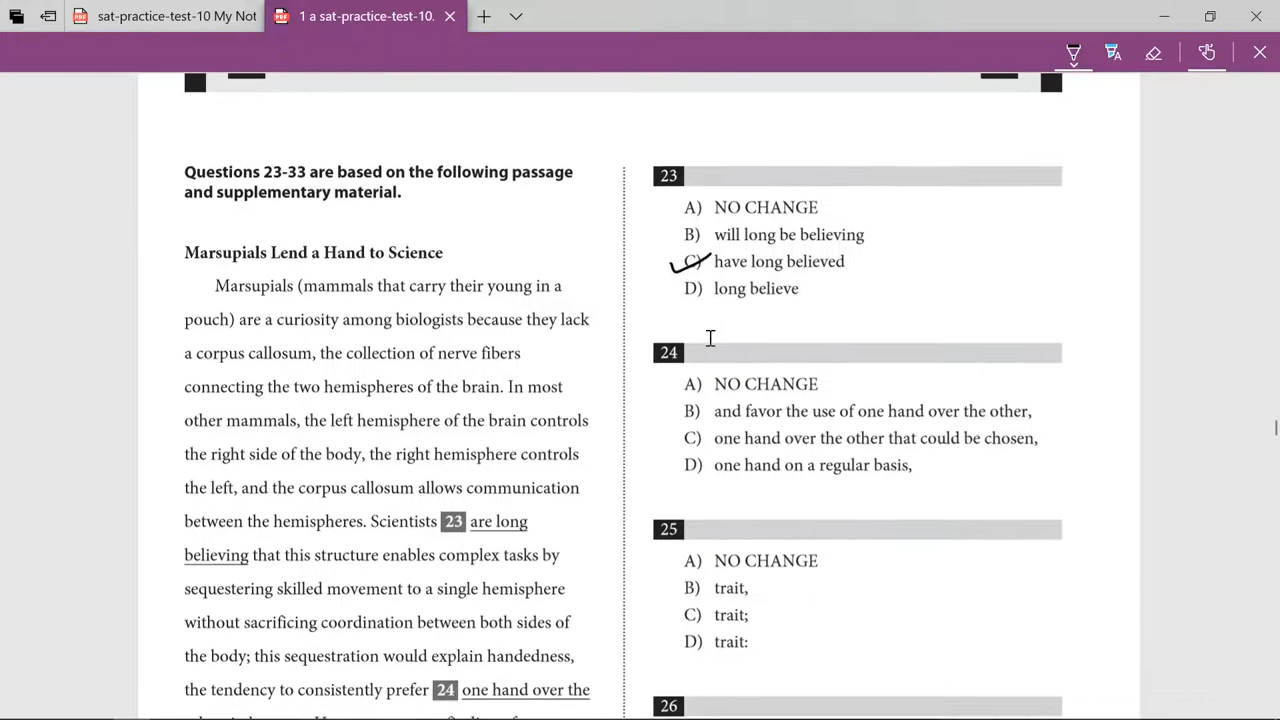 sat-practice-test-10 My Not
1 a sat-practice-test-10.
Questions 23-33 are based on the following passage
and supplementary material.
Marsupials Lend a Hand to Science
Marsupials (mammals that carry their young in a
pouch) are a curiosity among biologists because they lack
a corpus callosum, the collection of nerve fibers
connecting the two hemispheres of the brain. In most
other mammals, the left hemisphere of the brain controls
the right side of the body, the right hemisphere controls
the left, and the corpus callosum allows communication
between the hemispheres. Scientists 23 are long
believing that this structure enables complex tasks by
sequestering skilled movement to a single hemisphere
without sacrificing coordination between both sides of
the body; this sequestration would explain handedness,
the tendency to consistently prefer 24 one hand over the
23
A) NO CHANGE
B) will long be believing
C) have long believed
D) long believe
24
A) NO CHANGE
B) and favor the use of one hand over the other,
C) one hand over the other that could be chosen,
D) one hand on a regular basis,
25
A) NO CHANGE
B) trait,
C) trait;
D) trait:
26